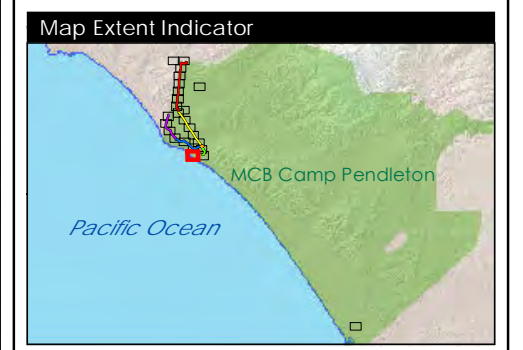 Map Extent Indicator
MCB Camp Pendleton
Pacific Ocean